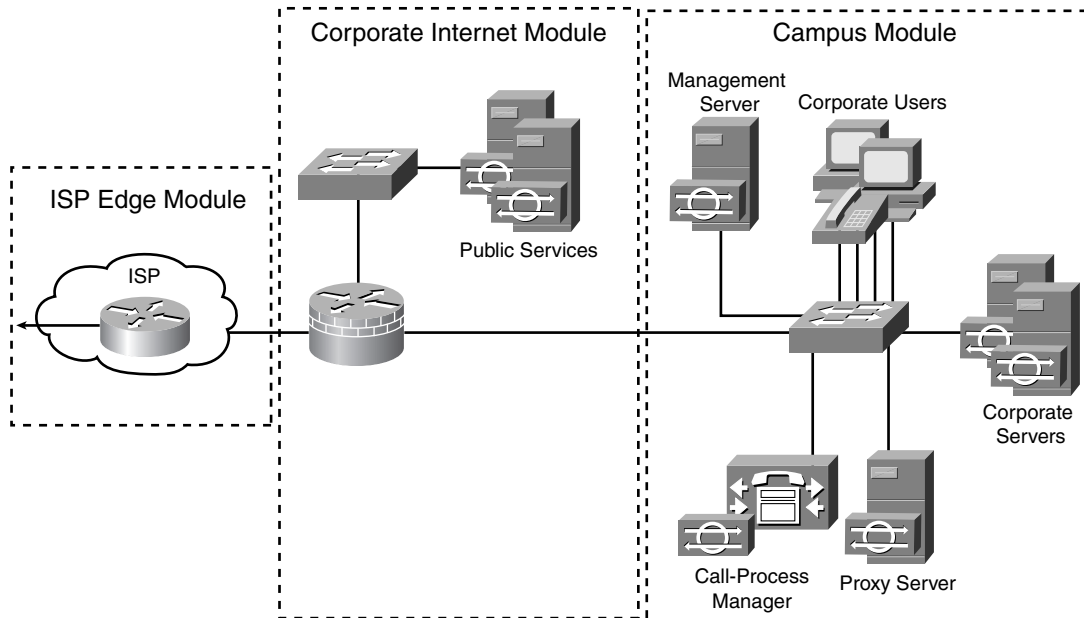 Corporate Internet Module
Campus Module
Management
Server
Corporate Users
ISP Edge Module
ISP
Public Services
Corporate
Servers
Call-Process
Manager
Proxy Server